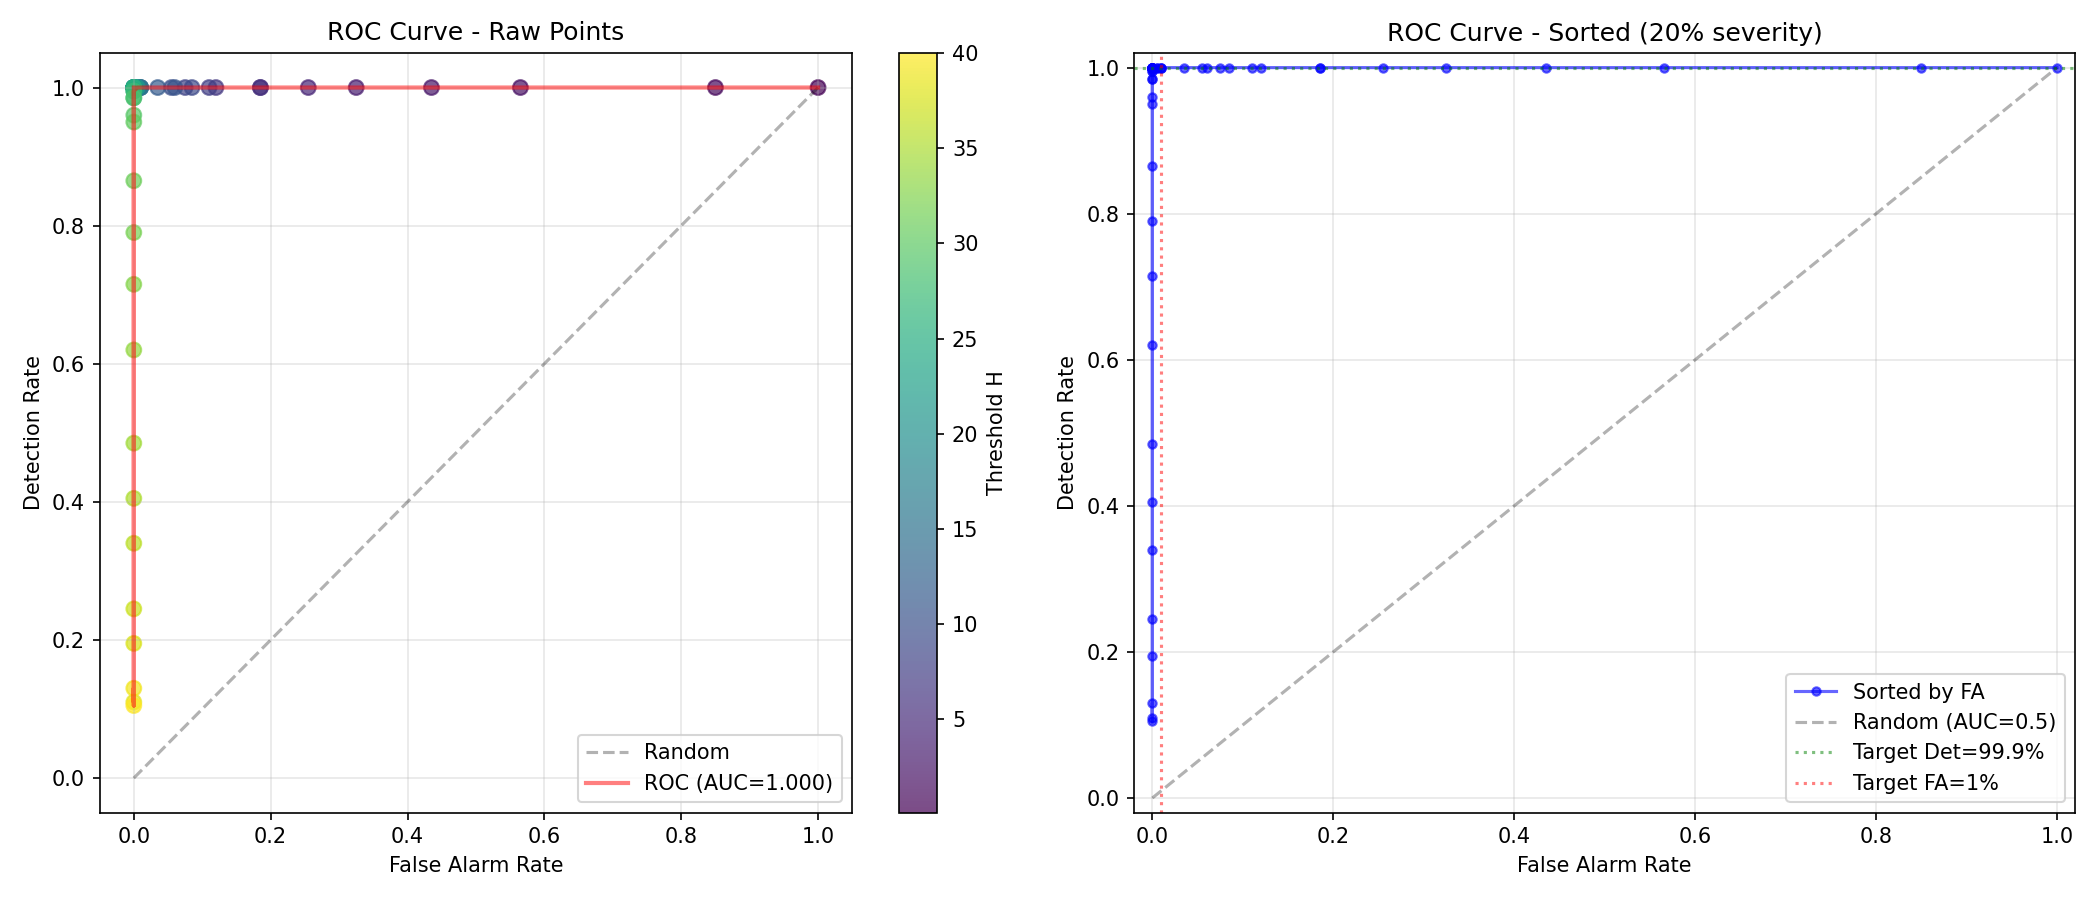 ROC Curve - Raw Points
1.0
0.8
0.6
0.4
0.2
0.0
Detection Rate
0.0 0.2 0.4 0.6 0.8 1.0
False Alarm Rate
Random
ROC (AUC=1.000)
40
35
30
25
20
15
10
5
Threshold H
ROC Curve - Sorted (20% severity)
1.0
0.8
0.6
0.4
0.2
0.0
Detection Rate
0.0 0.2 0.4 0.6 0.8 1.0
False Alarm Rate
Sorted by FA
Random (AUC=0.5)
Target Det=99.9%
Target FA=1%